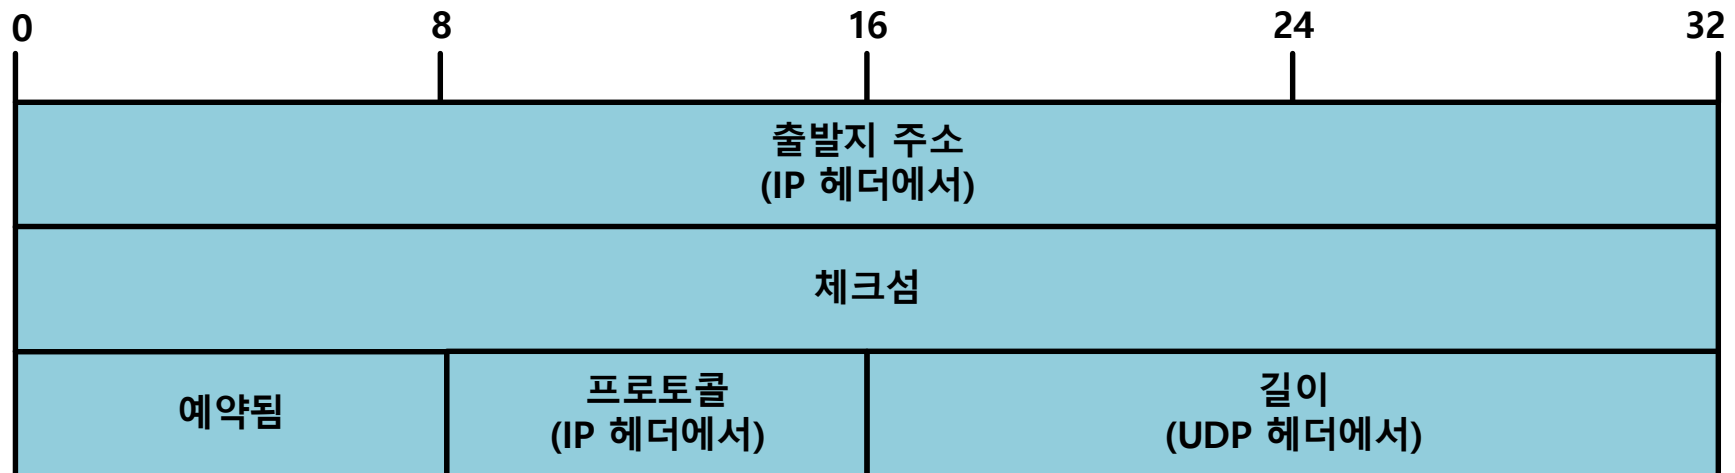 0 8 16 24 32
출발지 주소
(IP 헤더에서)
체크섬
예약됨
프로토콜
(IP 헤더에서)
길이
(UDP 헤더에서)